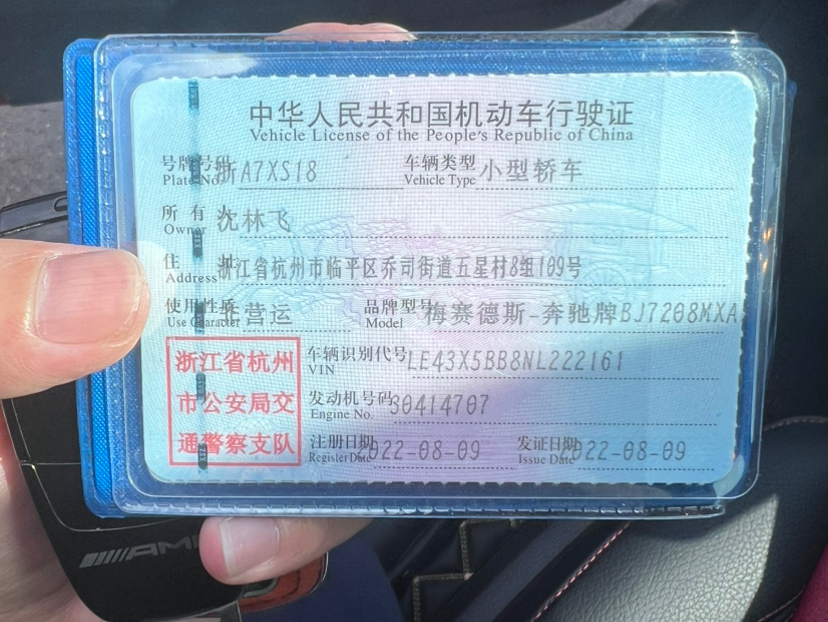 中华人民共和国机动车行驶证
Vehicle License of the People's Republic of China
号牌号码 浙A7XS18 车辆类型 小型轿车
Plate No. Vehicle Type
所有人 沈林飞
Owner
住址 浙江省杭州市临平区乔司街道五星村8组109号
Address
使用性质 非营运 品牌型号 梅赛德斯-奔驰牌BJ7208MXA
Use Character Model
浙江省杭州 车辆识别代号 LE43X5BB8NL222161
VIN
市公安局交 发动机号码 30414707
Engine No.
通警察支队 注册日期 022-08-09 发证日期 022-08-09
Register Date Issue Date
AMG